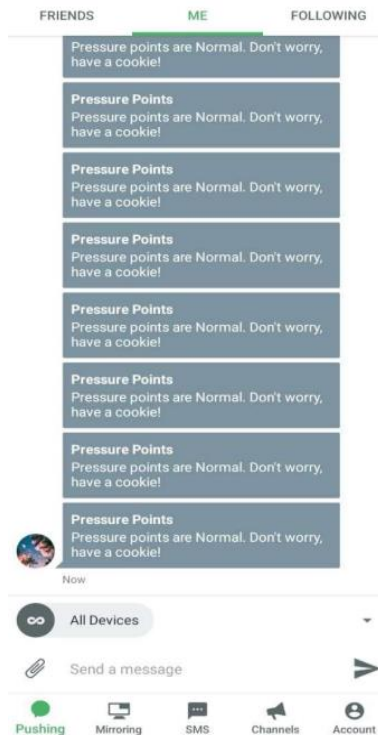 FRIENDS ME FOLLOWING
Pressure points are Normal. Don't worry,
have a cookie!
Pressure Points
Pressure points are Normal. Don't worry,
have a cookie!
Pressure Points
Pressure points are Normal. Don't worry,
have a cookie!
Pressure Points
Pressure points are Normal. Don't worry,
have a cookie!
Pressure Points
Pressure points are Normal. Don't worry,
have a cookie!
Pressure Points
Pressure points are Normal. Don't worry,
have a cookie!
Pressure Points
Pressure points are Normal. Don't worry,
have a cookie!
Pressure Points
Pressure points are Normal. Don't worry,
have a cookie!
Now
All Devices
Send a message
Pushing Mirroring SMS Channels Account